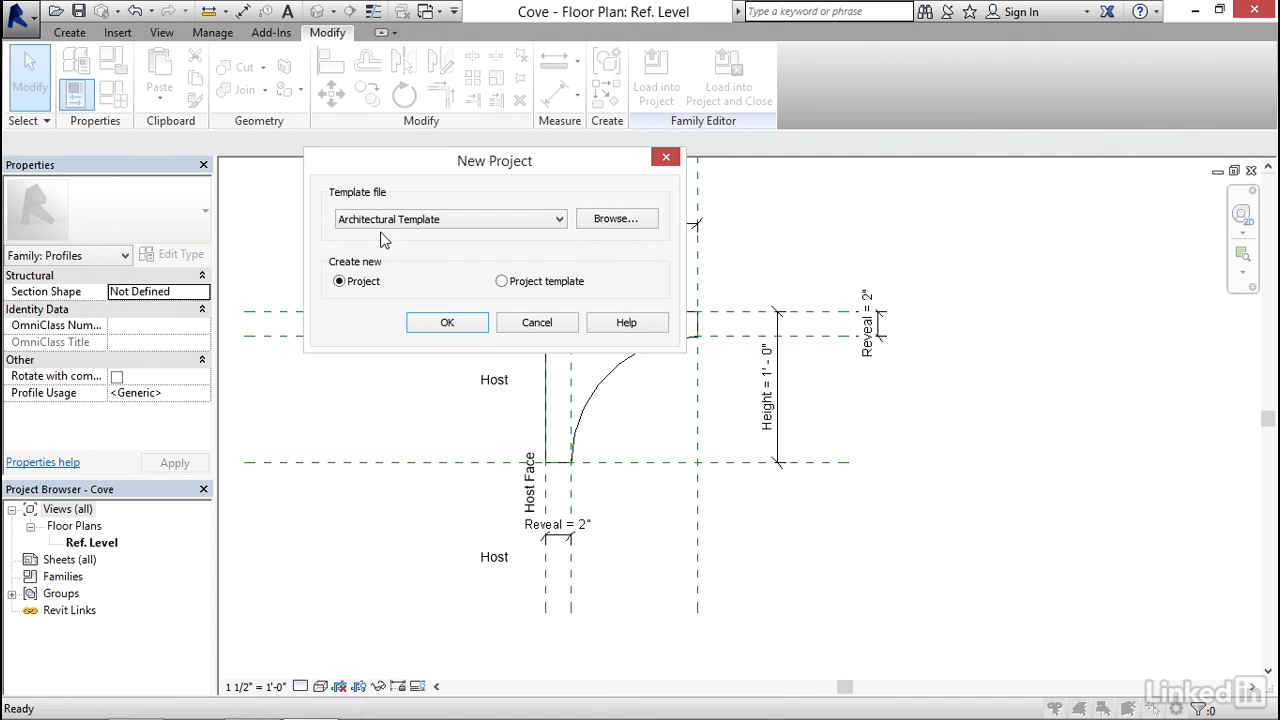 Cove - Floor Plan: Ref. Level
Type a keyword or phrase
Sign In
Create Insert View Manage Add-Ins Modify
Modify
Paste
Cut
Join
Load into
Project
Load into
Project and Close
Select Properties Clipboard Geometry Modify Measure Create Family Editor
Properties
Family: Profiles
Edit Type
Structural
Section Shape Not Defined
Identity Data
OmniClass Num...
OmniClass Title
Other
Rotate with com...
Profile Usage <Generic>
Properties help
Apply
Project Browser - Cove
Views (all)
Floor Plans
Ref. Level
Sheets (all)
Families
Groups
Revit Links
New Project
Template file
Architectural Template
Browse...
Create new
Project
Project template
OK
Cancel
Help
Host
Host Face
Reveal = 2"
Host
Height = 1' - 0"
Reveal = 2"
1 1/2" = 1'-0"
Ready
:0
Linked in